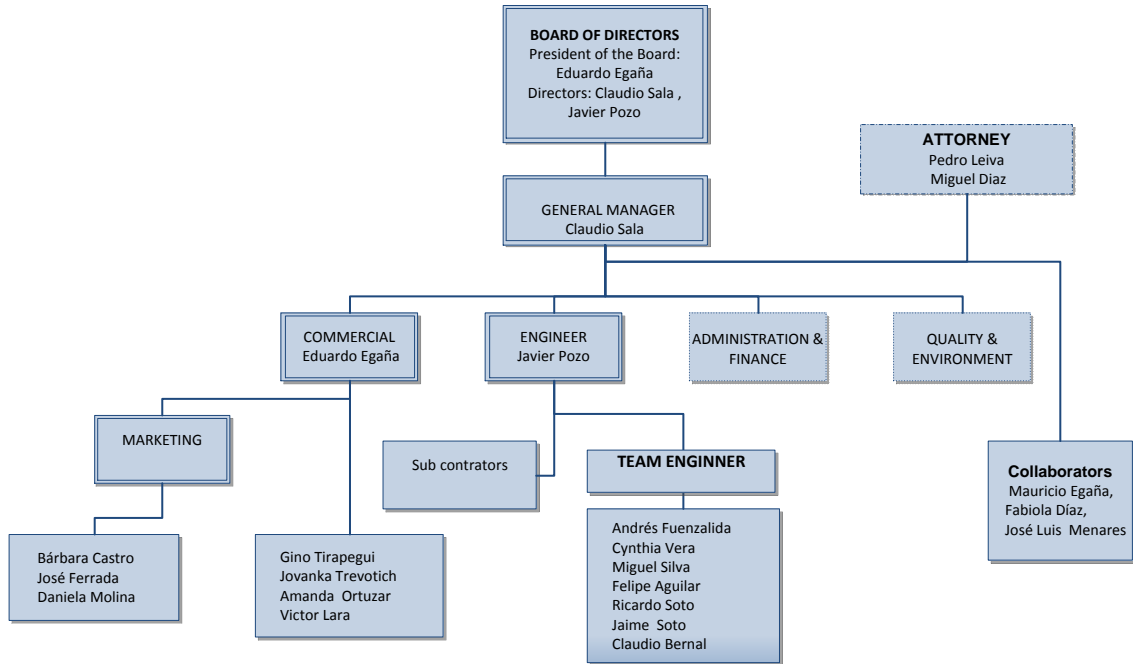 BOARD OF DIRECTORS
President of the Board:
Eduardo Egaña
Directors: Claudio Sala ,
Javier Pozo
ATTORNEY
Pedro Leiva
Miguel Diaz
GENERAL MANAGER
Claudio Sala
COMMERCIAL
Eduardo Egaña
ENGINEER
Javier Pozo
ADMINISTRATION &
FINANCE
QUALITY &
ENVIRONMENT
MARKETING
Sub contrators
TEAM ENGINNER
Collaborators
Mauricio Egaña,
Fabiola Díaz,
José Luis Menares
Bárbara Castro
José Ferrada
Daniela Molina
Gino Tirapegui
Jovanka Trevotich
Amanda Ortuzar
Victor Lara
Andrés Fuenzalida
Cynthia Vera
Miguel Silva
Felipe Aguilar
Ricardo Soto
Jaime Soto
Claudio Bernal